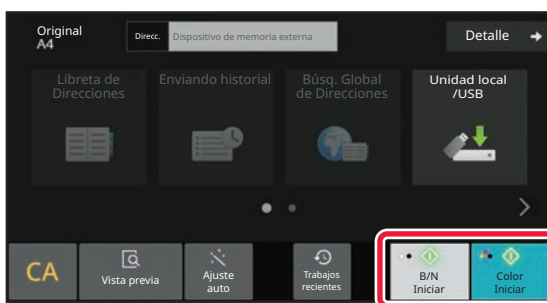 Original
A4
Direcc.
Dispositivo de memoria externa
Detalle
Libreta de
Direcciones
Enviando historial
Búsq. Global
de Direcciones
Unidad local
/USB
CA
Vista previa
Ajuste
auto
Trabajos
recientes
B/N
Iniciar
Color
Iniciar